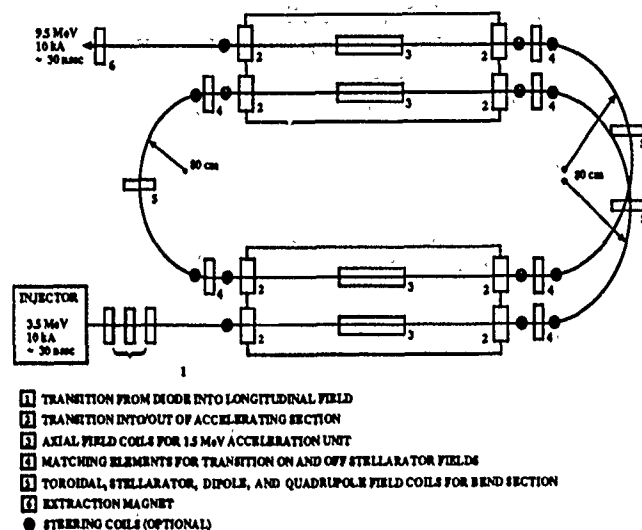 9.5 MeV
10 kA
~ 30 nsec
6
2
3
2
4
4
2
3
2
4
80 cm
5
5
80 cm
5
4
2
3
2
4
INJECTOR
3.5 MeV
10 kA
~ 30 nsec
2
3
2
4
1
1 TRANSITION FROM DIODE INTO LONGITUDINAL FIELD
2 TRANSITION INTO/OUT OF ACCELERATING SECTION
3 AXIAL FIELD COILS FOR 1.5 MeV ACCELERATION UNIT
4 MATCHING ELEMENTS FOR TRANSITION ON AND OFF STELLARATOR FIELDS
5 TOROIDAL, STELLARATOR, DIPOLE, AND QUADRUPOLE FIELD COILS FOR BEND SECTION
6 EXTRACTION MAGNET
STEERING COILS (OPTIONAL)